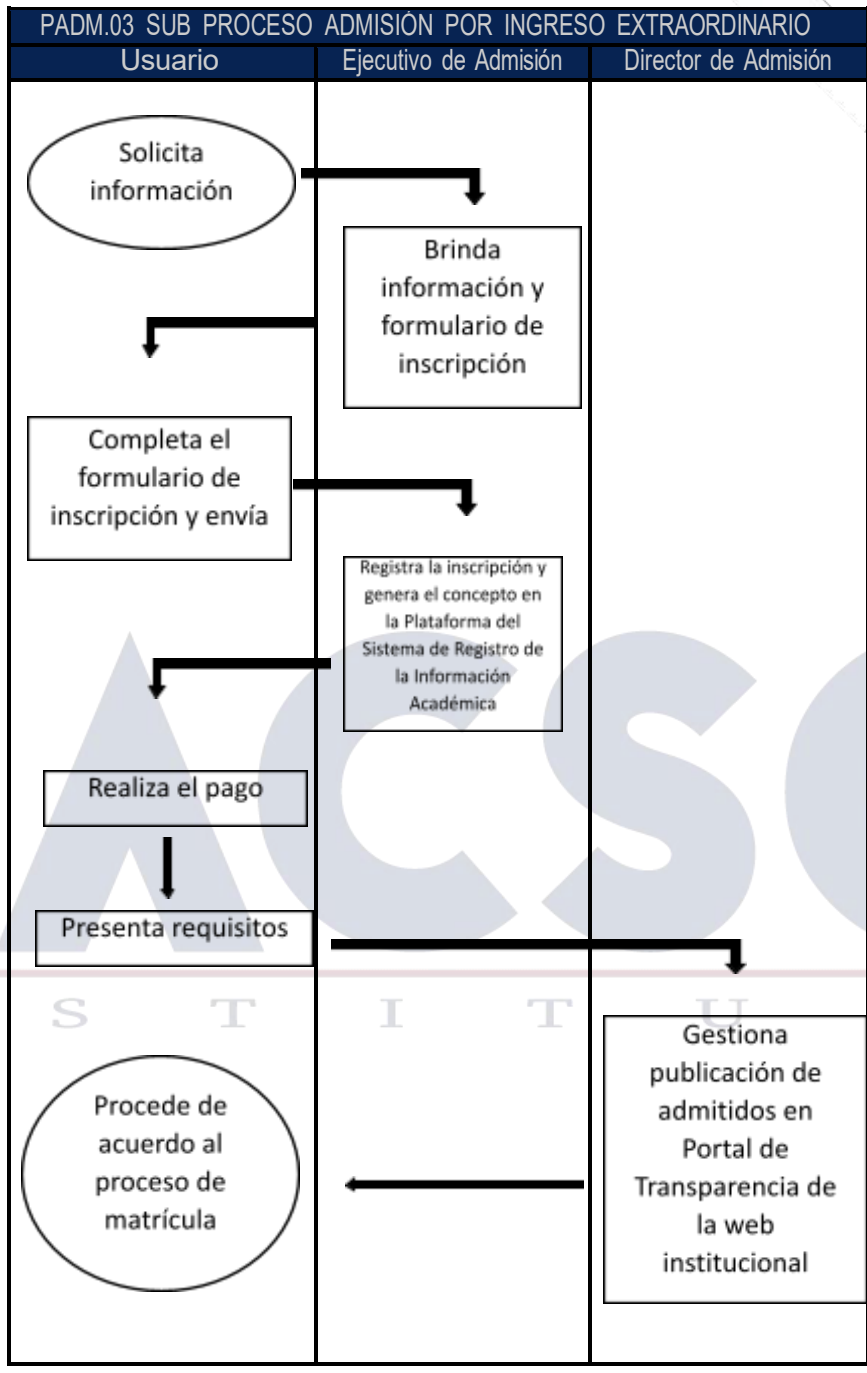 PADM.03 SUB PROCESO ADMISIÓN POR INGRESO EXTRAORDINARIO
Usuario
Ejecutivo de Admisión
Director de Admisión
Solicita
información
Brinda
información y
formulario de
inscripción
Completa el
formulario de
inscripción y envía
Registra la inscripción y
genera el concepto en
la Plataforma del
Sistema de Registro de
la Información
Académica
Realiza el pago
Presenta requisitos
Gestiona
publicación de
admitidos en
Portal de
Transparencia de
la web
institucional
Procede de
acuerdo al
proceso de
matrícula
ACSC
S T I T U